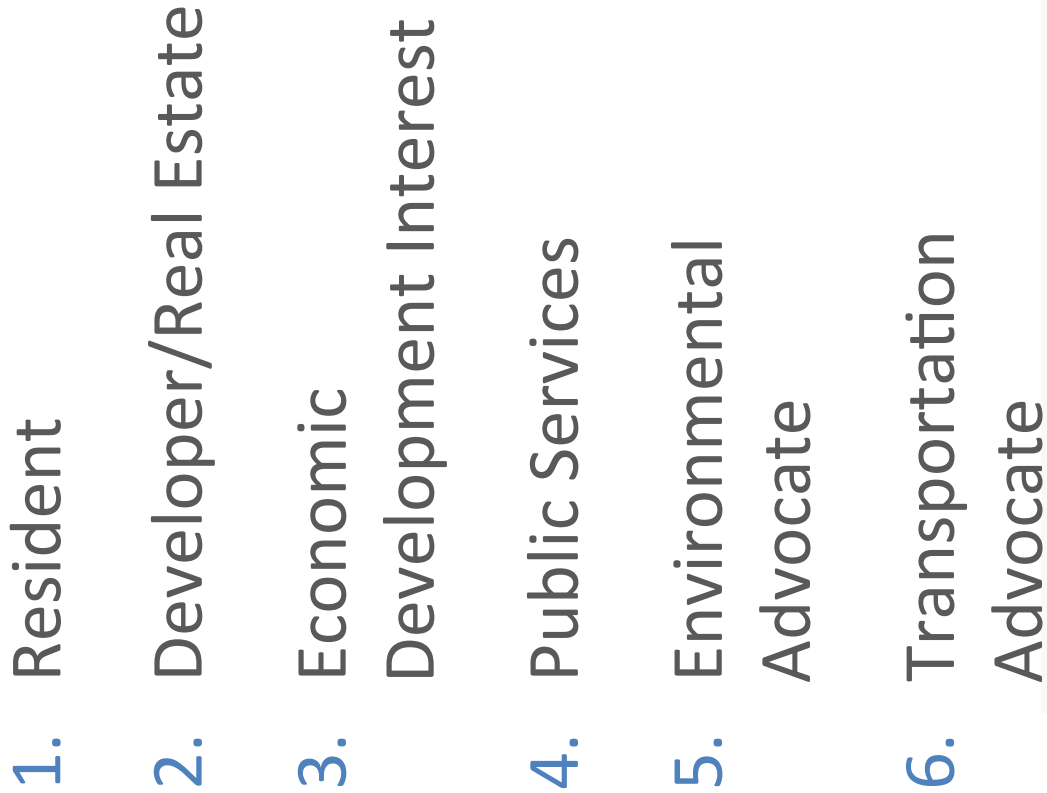 1. Resident
2. Developer/Real Estate
3. Economic
Development Interest
4. Public Services
5. Environmental
Advocate
6. Transportation
Advocate